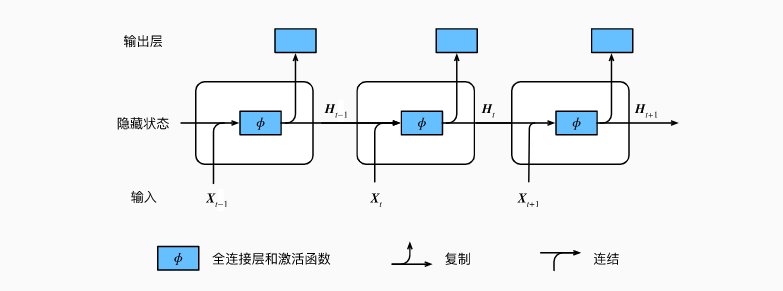 输出层
ϕ ϕ ϕ
隐藏状态 H_{t−1} H_t H_{t+1}
输入 X_{t−1} X_t X_{t+1}
ϕ 全连接层和激活函数 复制 连结